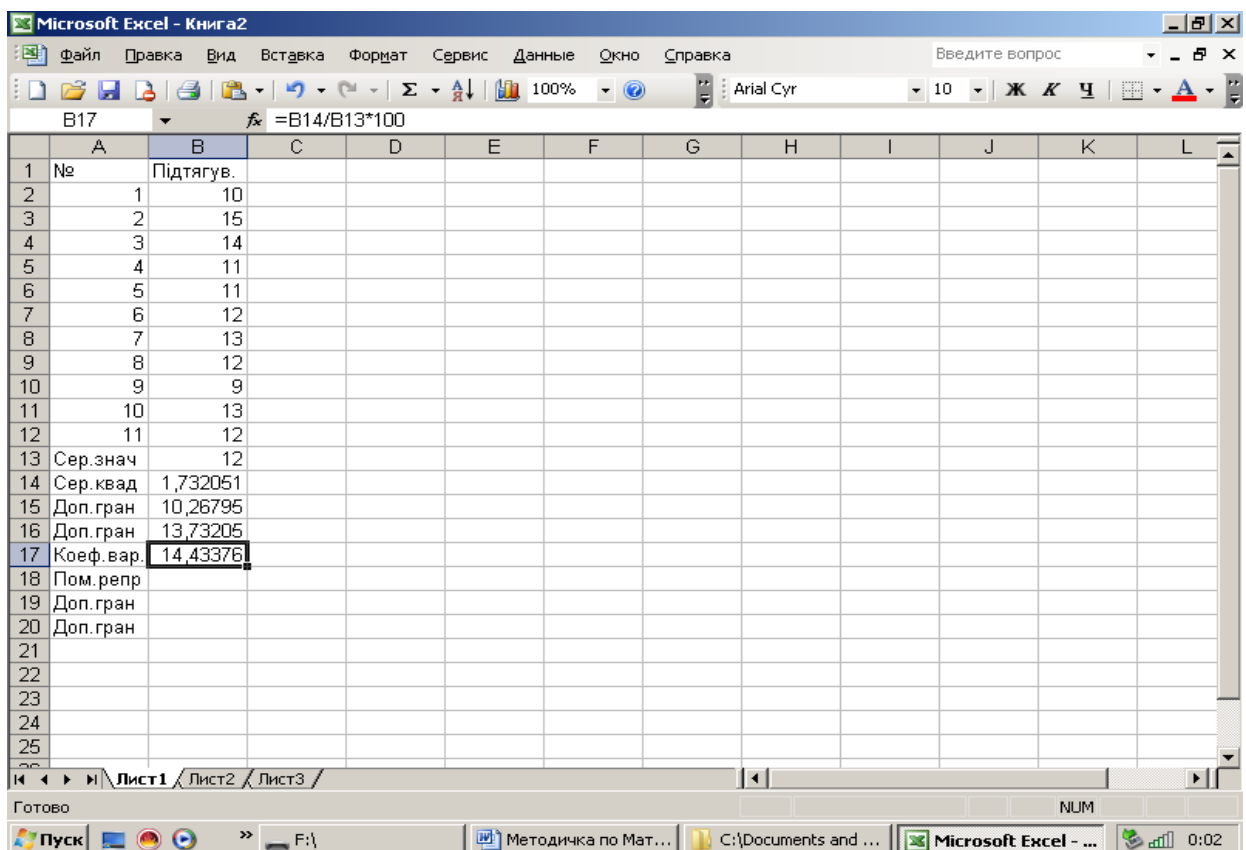 Microsoft Excel - Книга2
Файл Правка Вид Вставка Формат Сервис Данные Окно Справка Введите вопрос
100% Arial Cyr 10 Ж К Ч
B17 fx =B14/B13*100
A B C D E F G H I J K L
1 № Підтягув.
2 1 10
3 2 15
4 3 14
5 4 11
6 5 11
7 6 12
8 7 13
9 8 12
10 9 9
11 10 13
12 11 12
13 Сер.знач 12
14 Сер.квад 1,732051
15 Доп.гран 10,26795
16 Доп.гран 13,73205
17 Коеф.вар. 14,43376
18 Пом.репр
19 Доп.гран
20 Доп.гран
21
22
23
24
25
Лист1 Лист2 Лист3
Готово NUM
Пуск » F:\ Методичка по Мат... C:\Documents and ... Microsoft Excel - ... 0:02